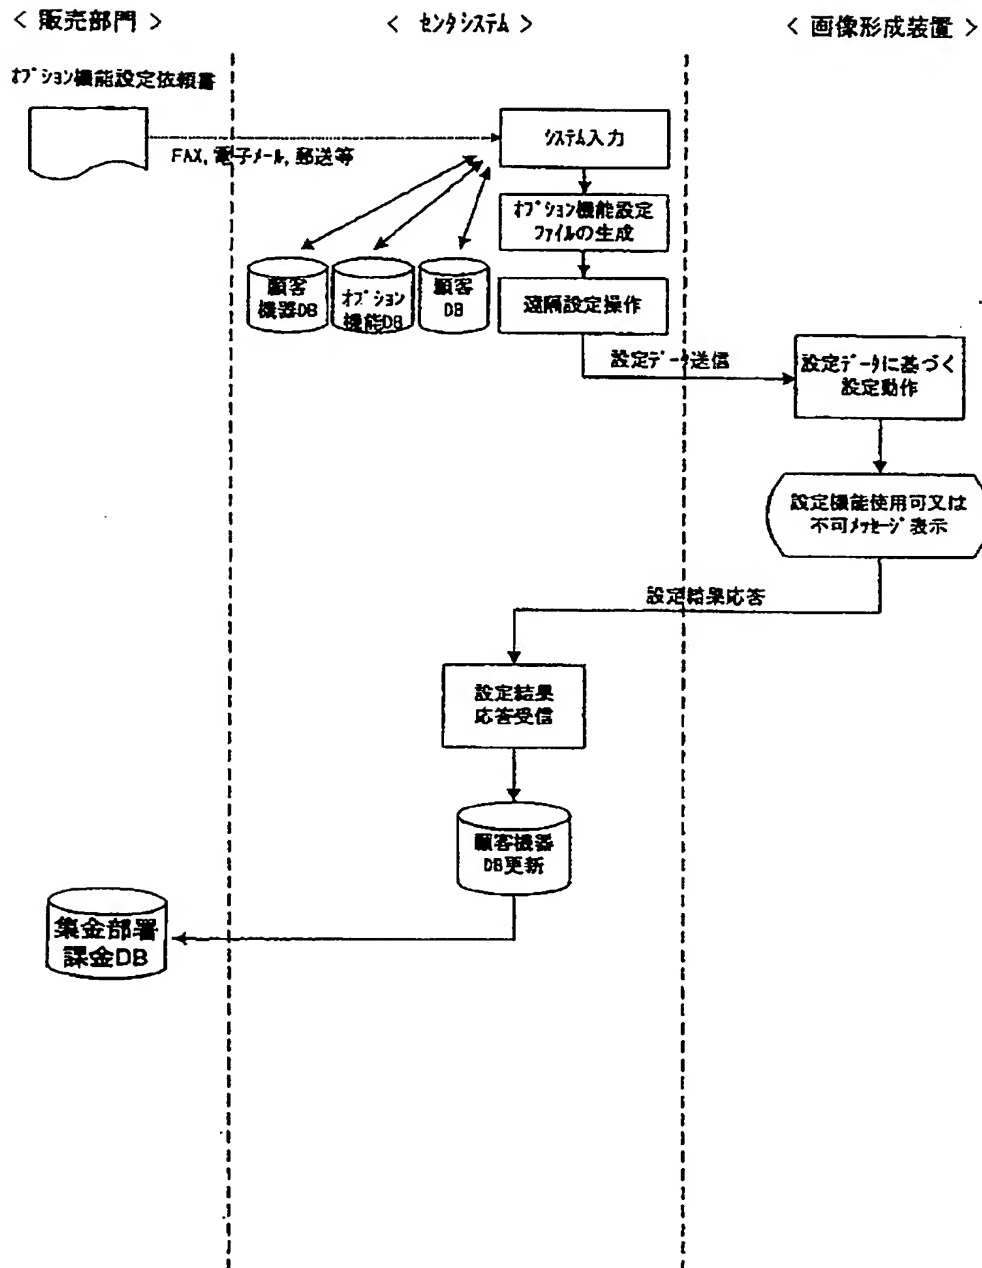 < 販売部門 >
< ｾﾝﾀｼｽﾃﾑ >
< 画像形成装置 >
ｵﾌﾟｼｮﾝ機能設定依頼書
FAX, 電子ﾒｰﾙ, 郵送等
ｼｽﾃﾑ入力
ｵﾌﾟｼｮﾝ機能設定
ﾌｧｲﾙの生成
顧客
機器DB
ｵﾌﾟｼｮﾝ
機能DB
顧客
DB
遠隔設定操作
設定ﾃﾞｰﾀ送信
設定ﾃﾞｰﾀに基づく
設定動作
設定機能使用可又は
不可ﾒｯｾｰｼﾞ表示
設定結果応答
設定結果
応答受信
顧客機器
DB更新
集金部署
課金DB